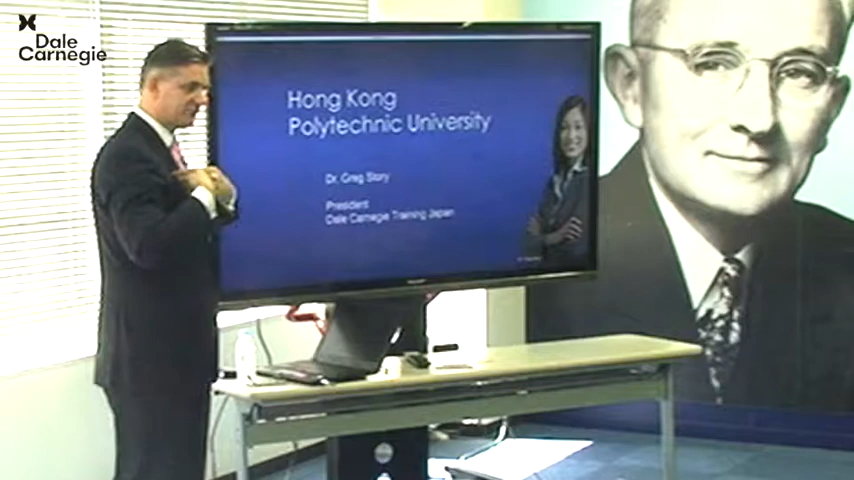 Dale
Carnegie
Hong Kong
Polytechnic University
Dr. Greg Story
President
Dale Carnegie Training Japan